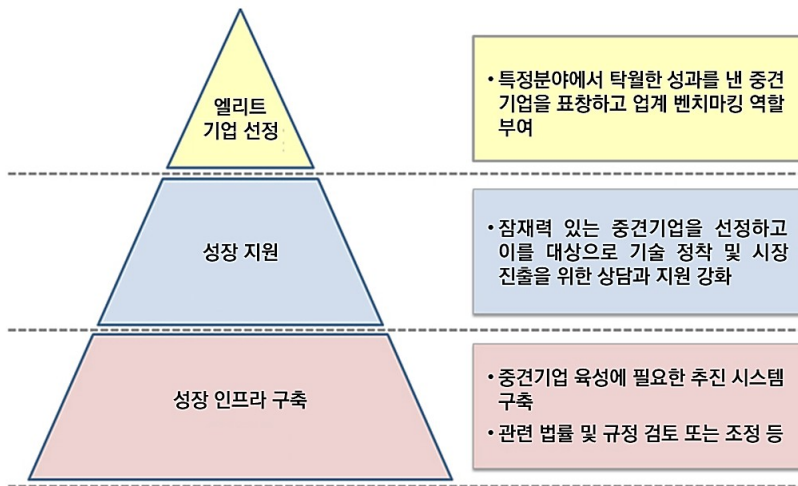 엘리트
기업 선정
• 특정분야에서 탁월한 성과를 낸 중견
기업을 표창하고 업계 벤치마킹 역할
부여
성장 지원
• 잠재력 있는 중견기업을 선정하고
이를 대상으로 기술 정착 및 시장
진출을 위한 상담과 지원 강화
성장 인프라 구축
• 중견기업 육성에 필요한 추진 시스템
구축
• 관련 법률 및 규정 검토 또는 조정 등